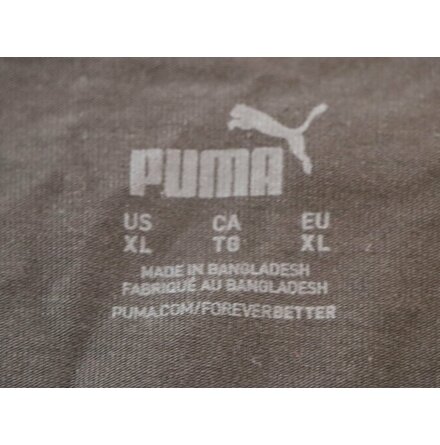 PUMA
US CA EU
XL TG XL
MADE IN BANGLADESH
FABRIQUÉ AU BANGLADESH
PUMA.COM/FOREVERBETTER